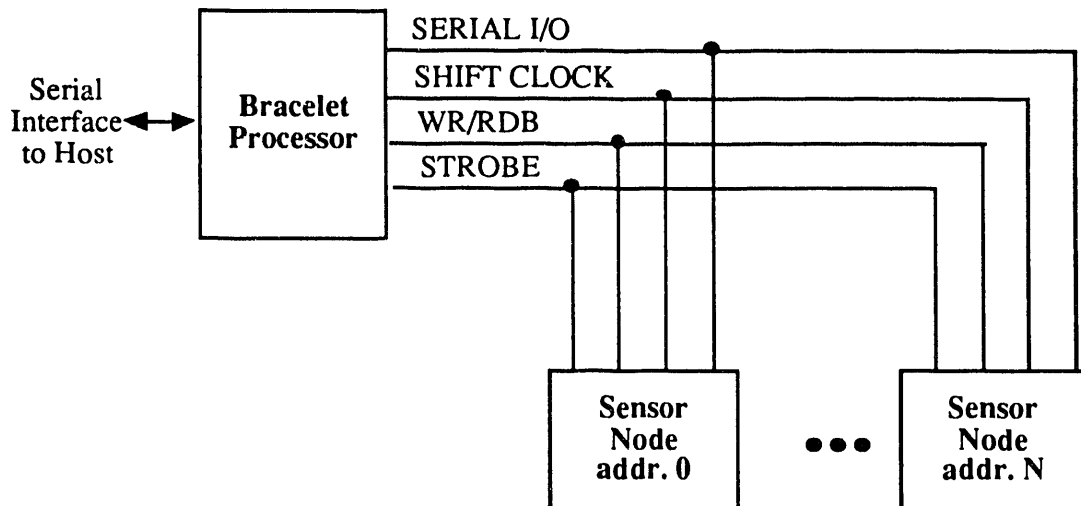 SERIAL I/O
SHIFT CLOCK
WR/RDB
STROBE
Serial
Interface
to Host
Bracelet
Processor
Sensor
Node
addr. 0
Sensor
Node
addr. N